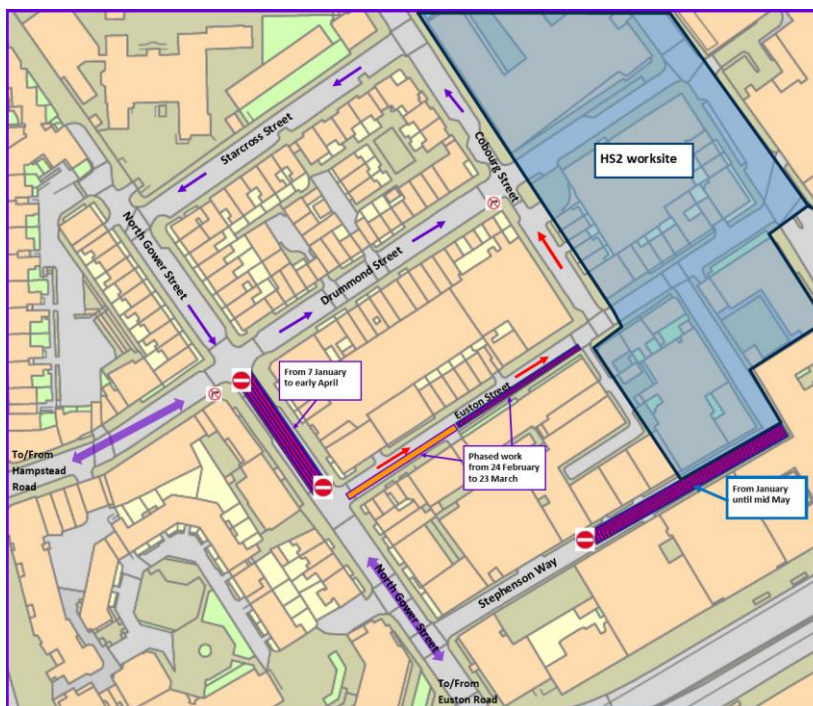 Starcross Street
Cobourg Street
HS2 worksite
North Gower Street
Drummond Street
From 7 January
to early April
Euston Street
To/From
Hampstead
Road
Phased work
from 24 February
to 23 March
From January
until mid May
Stephenson Way
North Gower Street
To/From
Euston Road